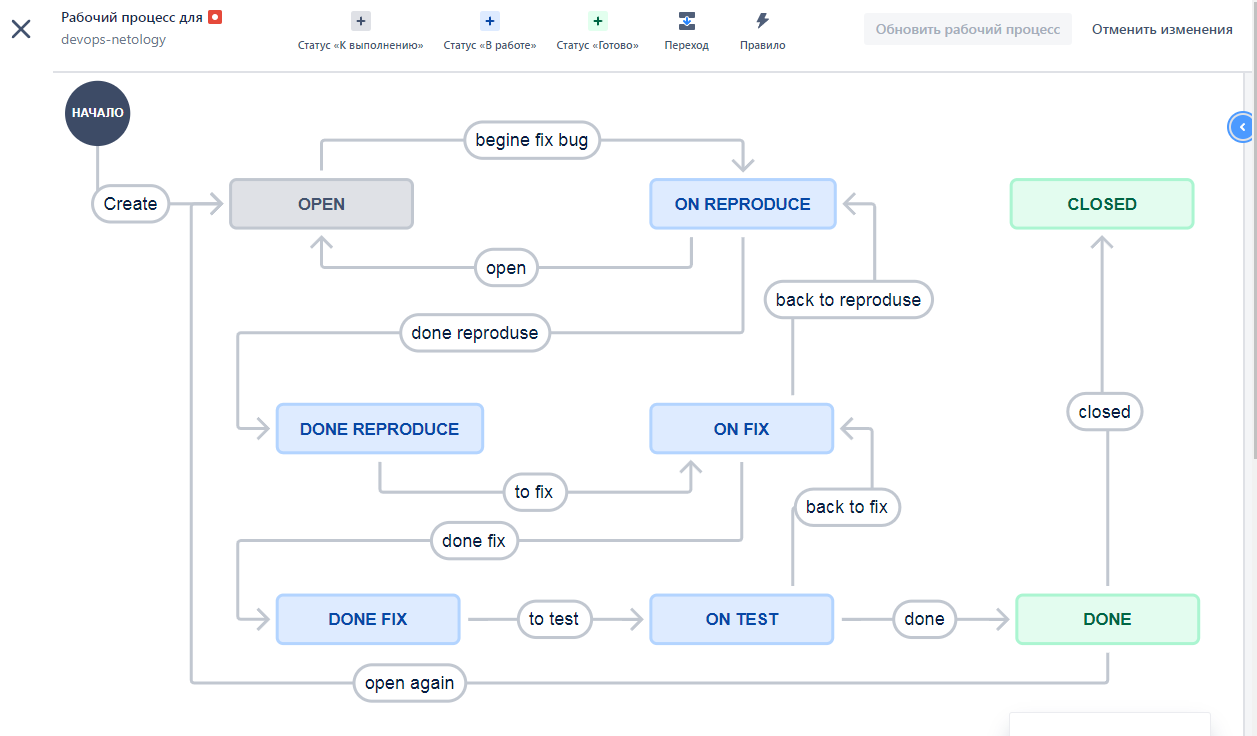 Рабочий процесс для
devops-netology
Статус «К выполнению»
Статус «В работе»
Статус «Готово»
Переход
Правило
Обновить рабочий процесс
Отменить изменения
НАЧАЛО
begine fix bug
Create
OPEN
ON REPRODUCE
CLOSED
open
back to reproduse
done reproduse
closed
DONE REPRODUCE
ON FIX
to fix
back to fix
done fix
DONE FIX
to test
ON TEST
done
DONE
open again